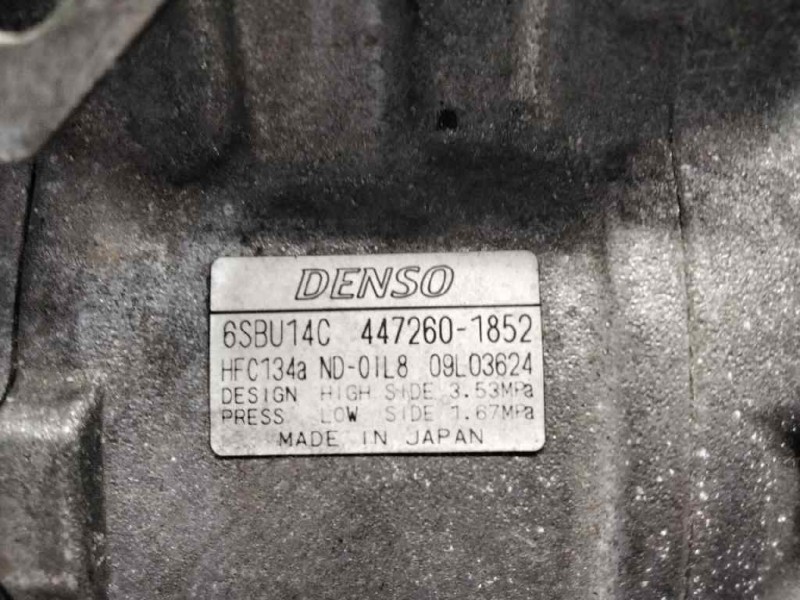 DENSO
6SBU14C 447260-1852
HFC134a ND-OIL8 09L03624
DESIGN HIGH SIDE 3.53MPa
PRESS LOW SIDE 1.67MPa
MADE IN JAPAN